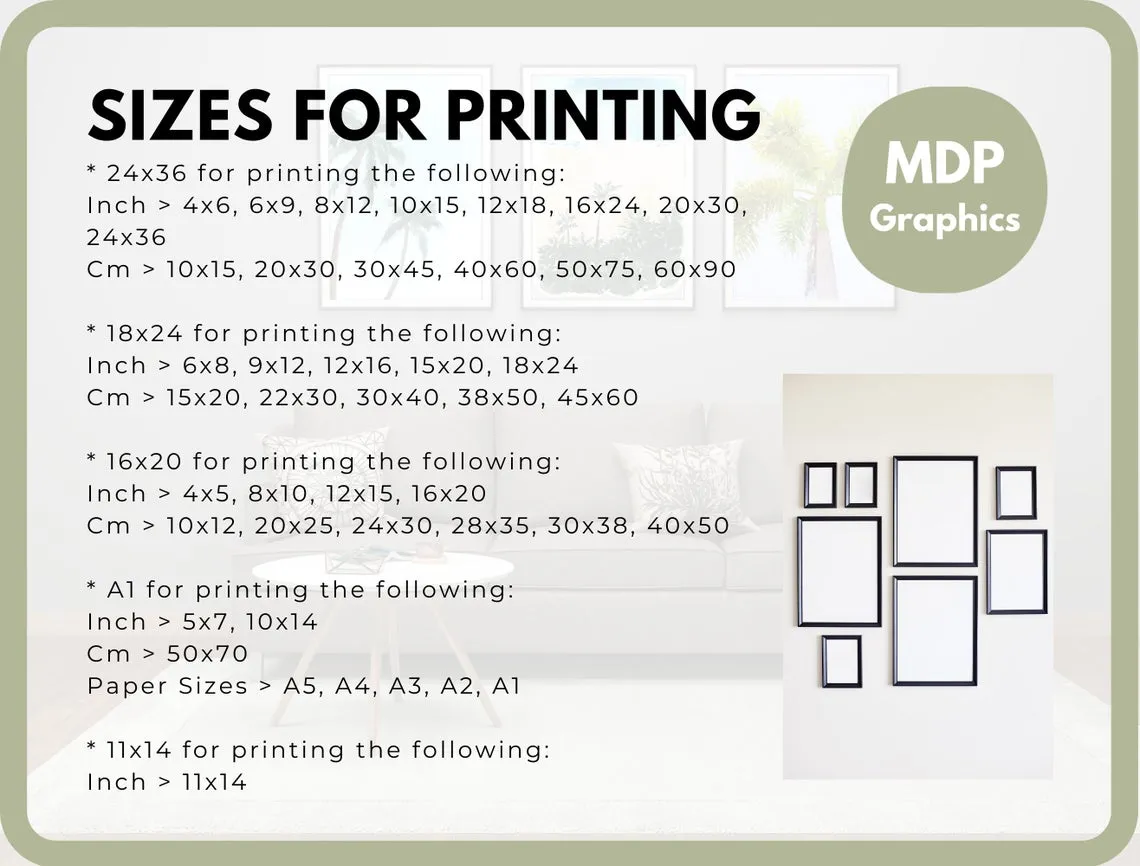 SIZES FOR PRINTING
* 24x36 for printing the following:
Inch > 4x6, 6x9, 8x12, 10x15, 12x18, 16x24, 20x30,
24x36
Cm > 10x15, 20x30, 30x45, 40x60, 50x75, 60x90
* 18x24 for printing the following:
Inch > 6x8, 9x12, 12x16, 15x20, 18x24
Cm > 15x20, 22x30, 30x40, 38x50, 45x60
* 16x20 for printing the following:
Inch > 4x5, 8x10, 12x15, 16x20
Cm > 10x12, 20x25, 24x30, 28x35, 30x38, 40x50
* A1 for printing the following:
Inch > 5x7, 10x14
Cm > 50x70
Paper Sizes > A5, A4, A3, A2, A1
* 11x14 for printing the following:
Inch > 11x14
MDP
Graphics